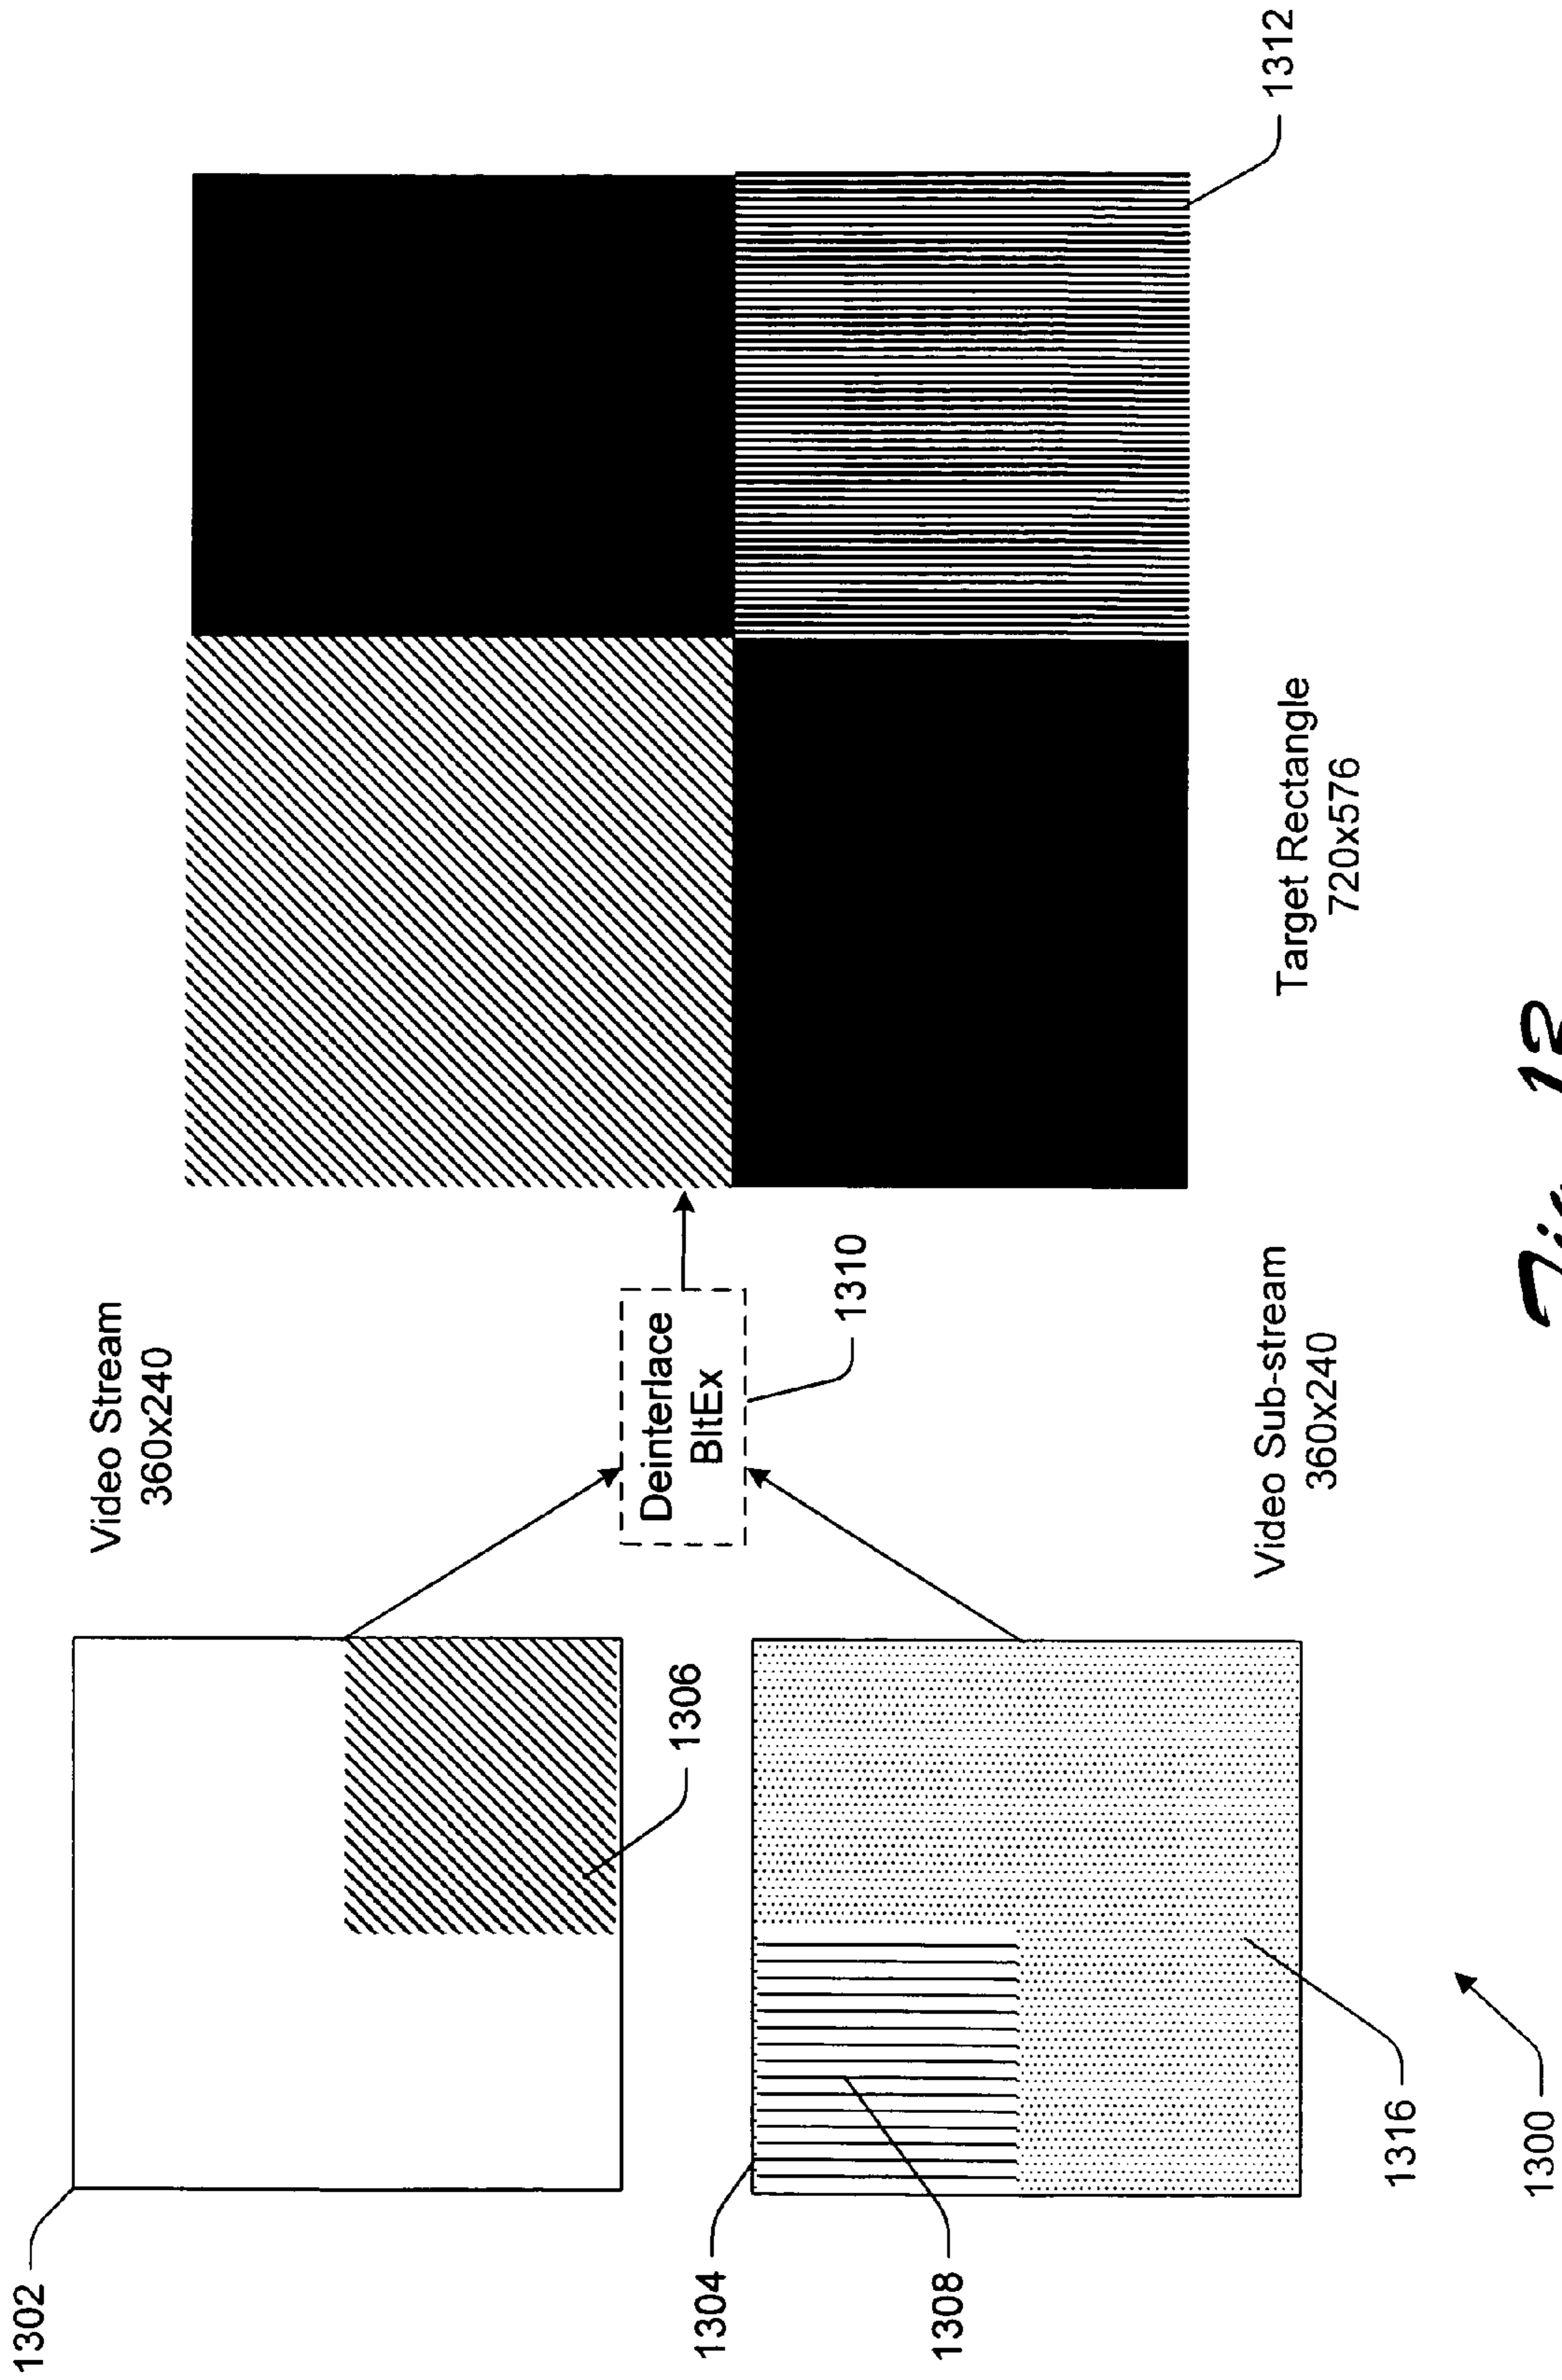 1302
Video Stream
360x240
1306
Deinterlace
BltEx
1310
1304
1308
Video Sub-stream
360x240
1316
1300
Target Rectangle
720x576
1312